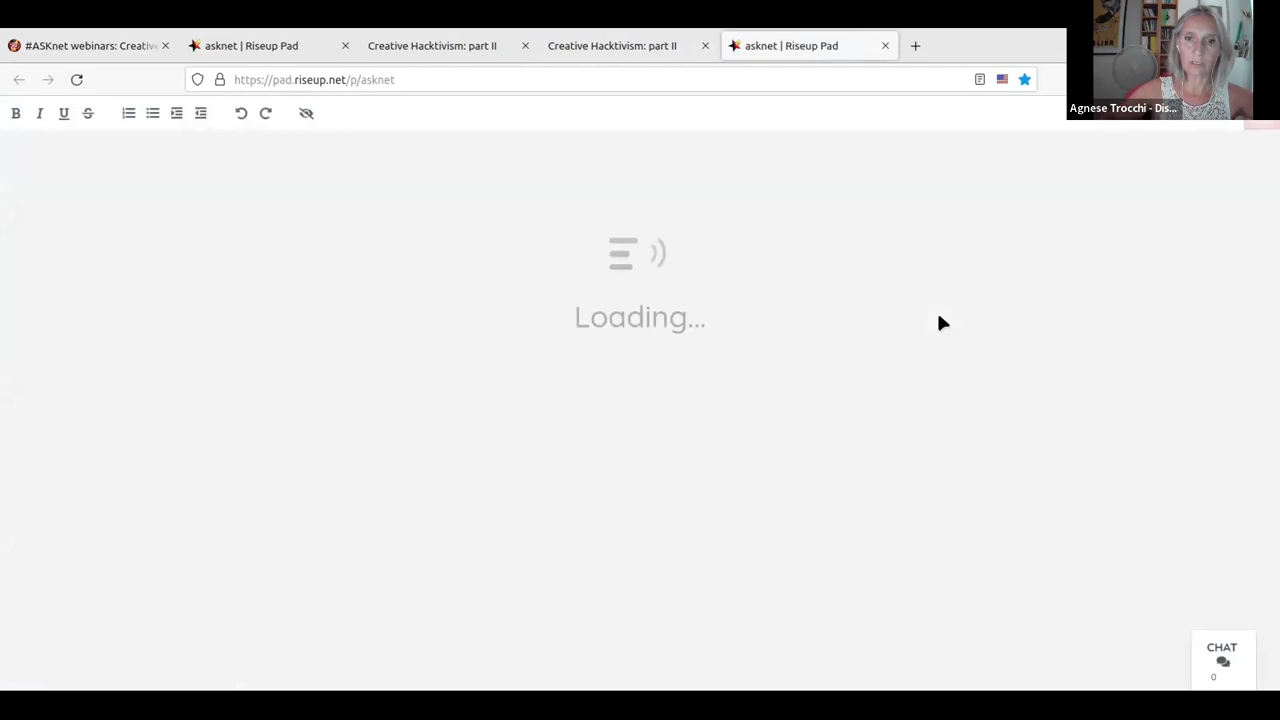 #ASKnet webinars: Creative
asknet | Riseup Pad
Creative Hacktivism: part II
Creative Hacktivism: part II
asknet | Riseup Pad
https://pad.riseup.net/p/asknet
B I U S
Agnese Trocchi - Dis...
Loading...
CHAT
0